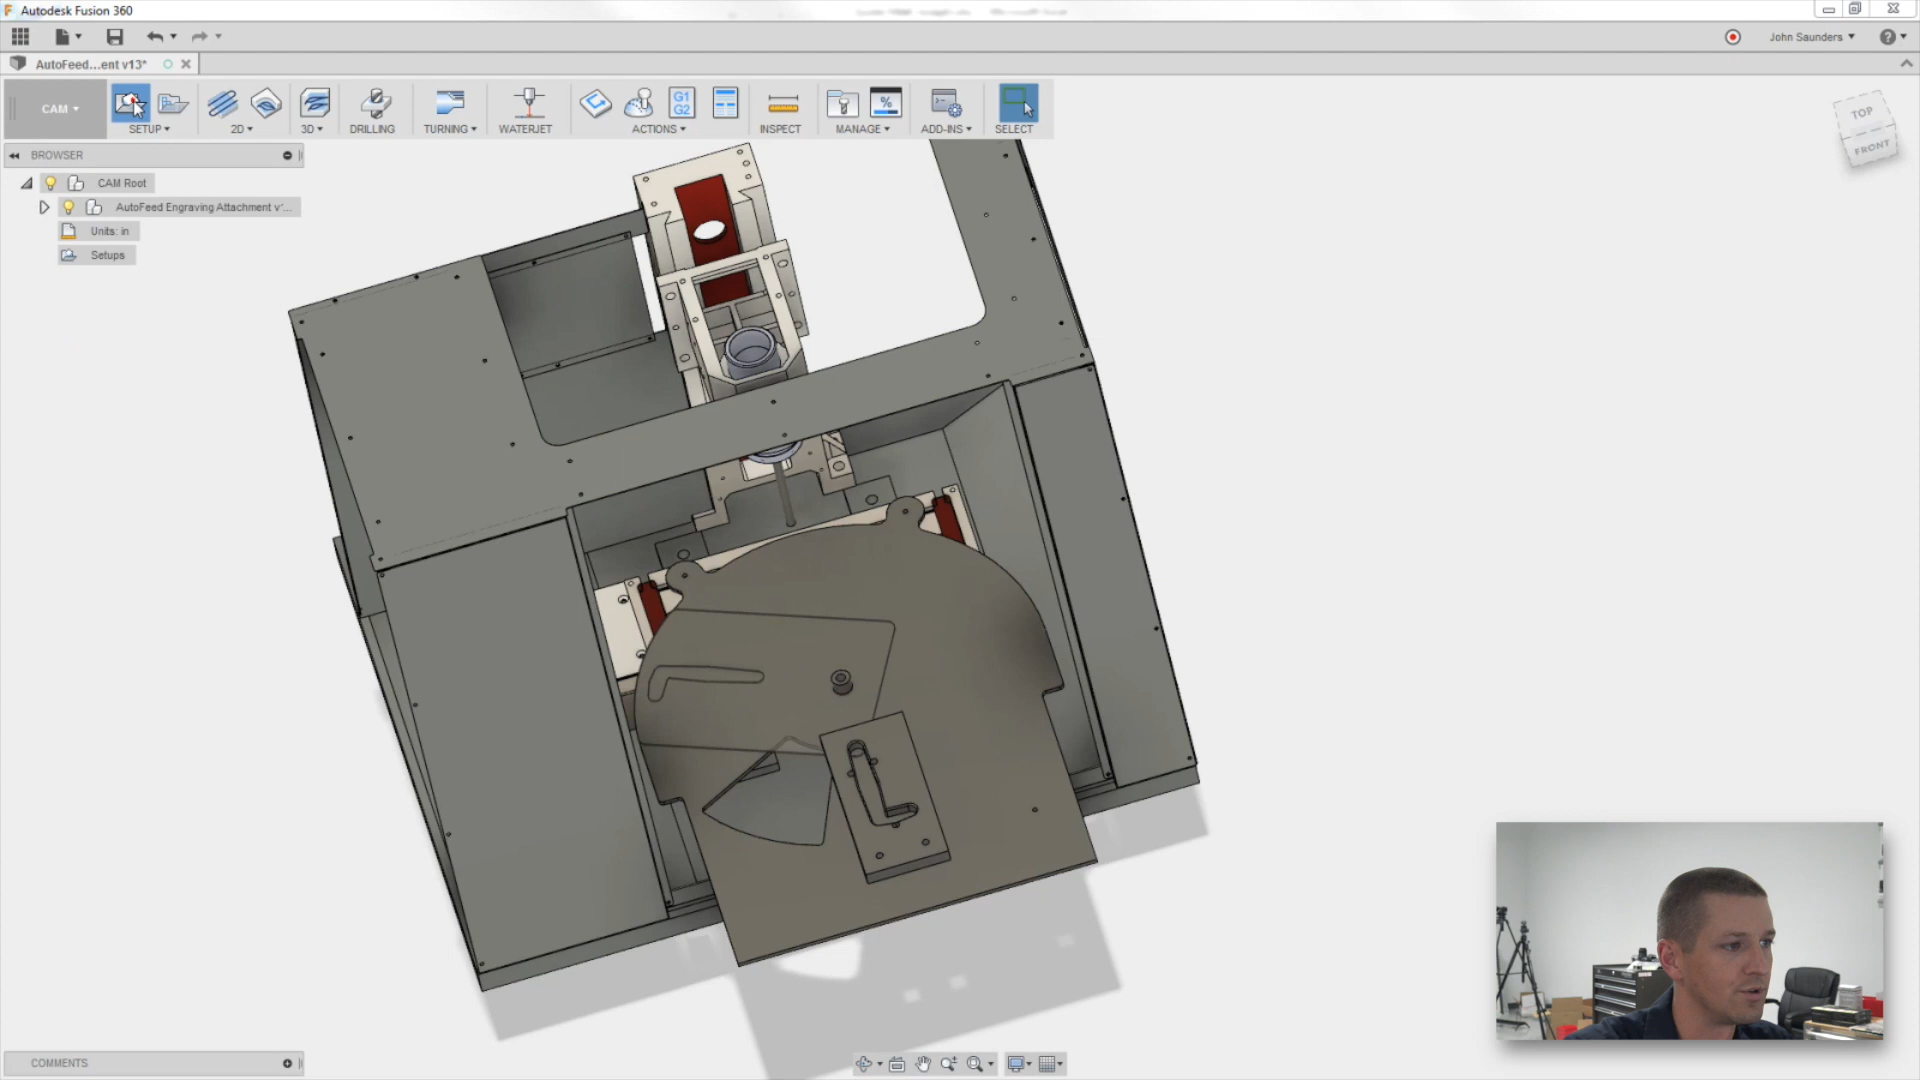 Autodesk Fusion 360
John Saunders
AutoFeed...ent v13*
CAM
SETUP
2D
3D
DRILLING
TURNING
WATERJET
G1
G2
ACTIONS
INSPECT
%
MANAGE
ADD-INS
SELECT
TOP
FRONT
BROWSER
CAM Root
AutoFeed Engraving Attachment v'...
Units: in
Setups
COMMENTS